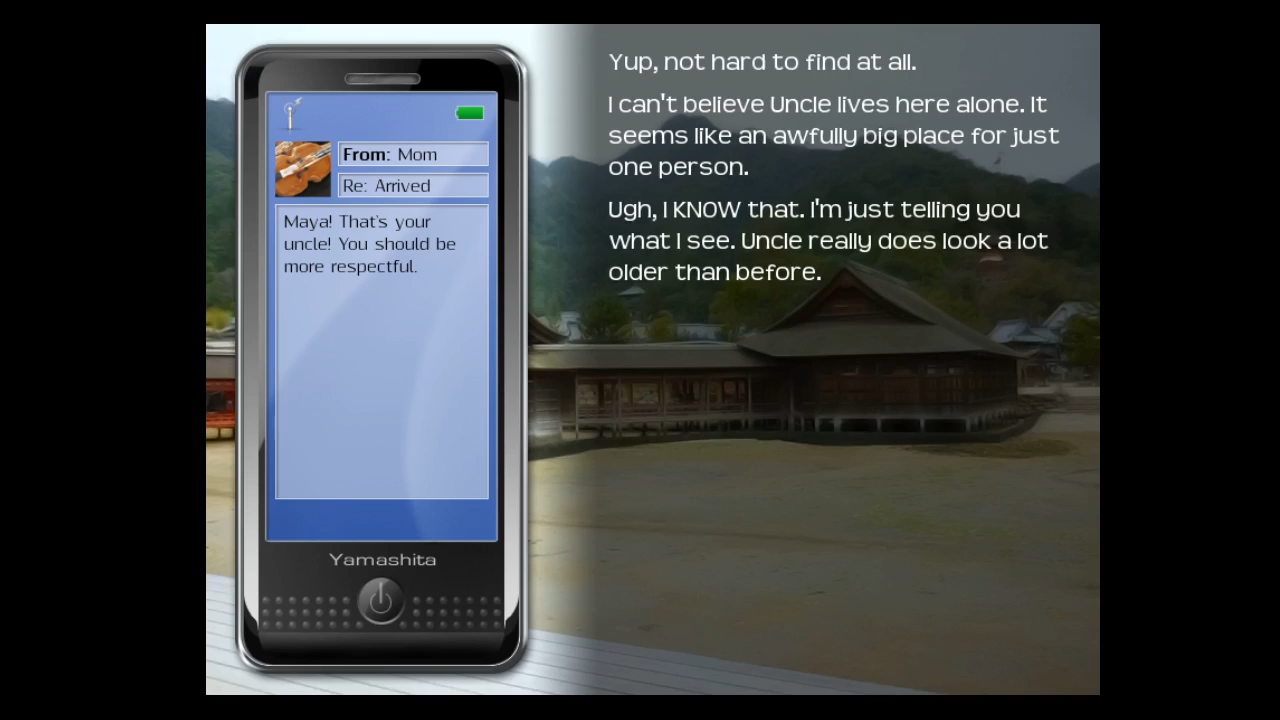 From: Mom
Re: Arrived
Maya! That's your
uncle! You should be
more respectful.
Yamashita
Yup, not hard to find at all.
I can't believe Uncle lives here alone. It
seems like an awfully big place for just
one person.
Ugh, I KNOW that. I'm just telling you
what I see. Uncle really does look a lot
older than before.